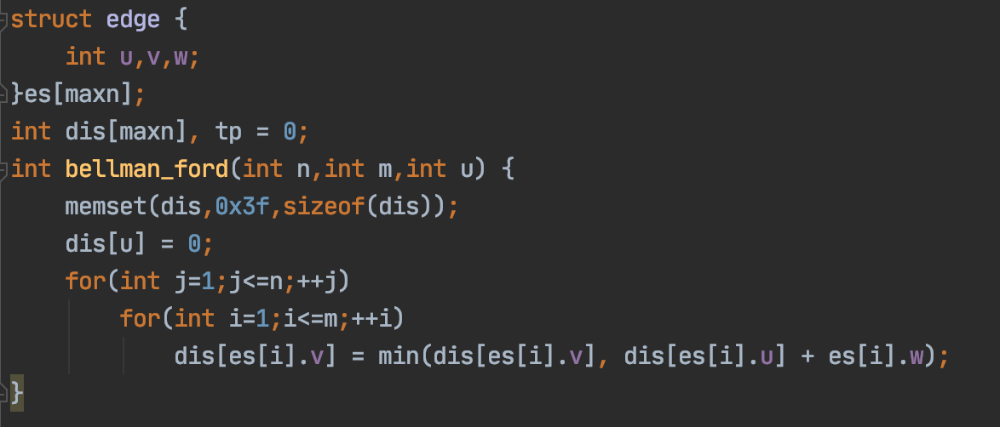 struct edge {
    int u,v,w;
}es[maxn];
int dis[maxn], tp = 0;
int bellman_ford(int n,int m,int u) {
    memset(dis,0x3f,sizeof(dis));
    dis[u] = 0;
    for(int j=1;j<=n;++j)
        for(int i=1;i<=m;++i)
            dis[es[i].v] = min(dis[es[i].v], dis[es[i].u] + es[i].w);
}